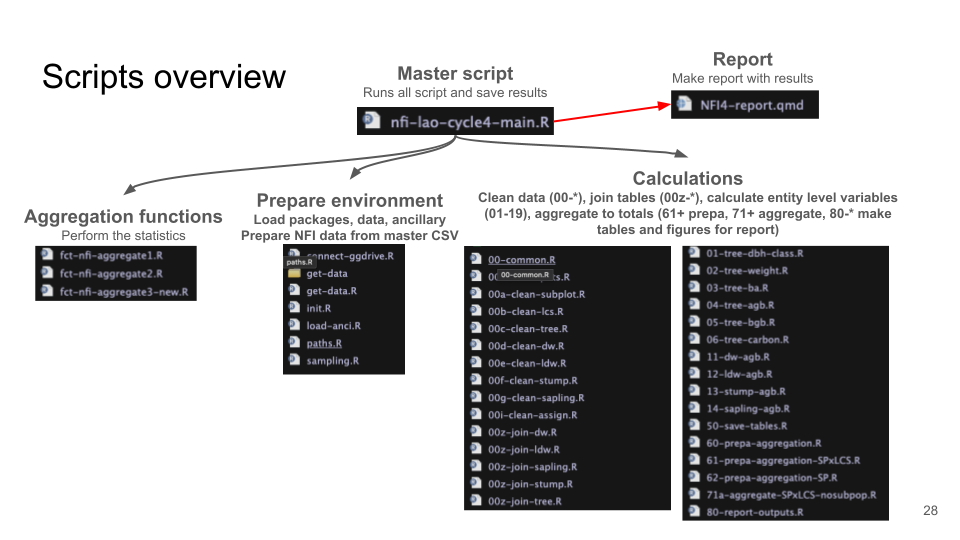 Scripts overview
Master script
Runs all script and save results
nfi-lao-cycle4-main.R
Report
Make report with results
NFI4-report.qmd
Aggregation functions
Perform the statistics
fct-nfi-aggregate1.R
fct-nfi-aggregate2.R
fct-nfi-aggregate3-new.R
Prepare environment
Load packages, data, ancillary
Prepare NFI data from master CSV
connect-ggdrive.R
paths.R
get-data
get-data.R
init.R
load-anci.R
paths.R
sampling.R
Calculations
Clean data (00-*), join tables (00z-*), calculate entity level variables
(01-19), aggregate to totals (61+ prepa, 71+ aggregate, 80-* make
tables and figures for report)
00-common.R
00-common.R
00a-clean-subplot.R
00b-clean-lcs.R
00c-clean-tree.R
00d-clean-dw.R
00e-clean-ldw.R
00f-clean-stump.R
00g-clean-sapling.R
00i-clean-assign.R
00z-join-dw.R
00z-join-ldw.R
00z-join-sapling.R
00z-join-stump.R
00z-join-tree.R
01-tree-dbh-class.R
02-tree-weight.R
03-tree-ba.R
04-tree-agb.R
05-tree-bgb.R
06-tree-carbon.R
11-dw-agb.R
12-ldw-agb.R
13-stump-agb.R
14-sapling-agb.R
50-save-tables.R
60-prepa-aggregation.R
61-prepa-aggregation-SPxLCS.R
62-prepa-aggregation-SP.R
71a-aggregate-SPxLCS-nosubpop.R
80-report-outputs.R
28